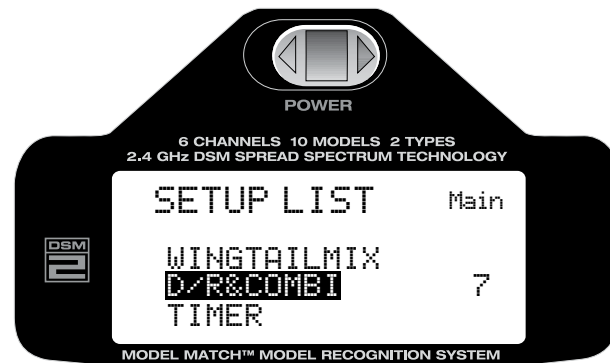 POWER
6 CHANNELS 10 MODELS 2 TYPES
2.4 GHz DSM SPREAD SPECTRUM TECHNOLOGY
SETUP LIST Main
DSM
2
WINGTAILMIX
D/R&COMBI 7
TIMER
MODEL MATCH™ MODEL RECOGNITION SYSTEM